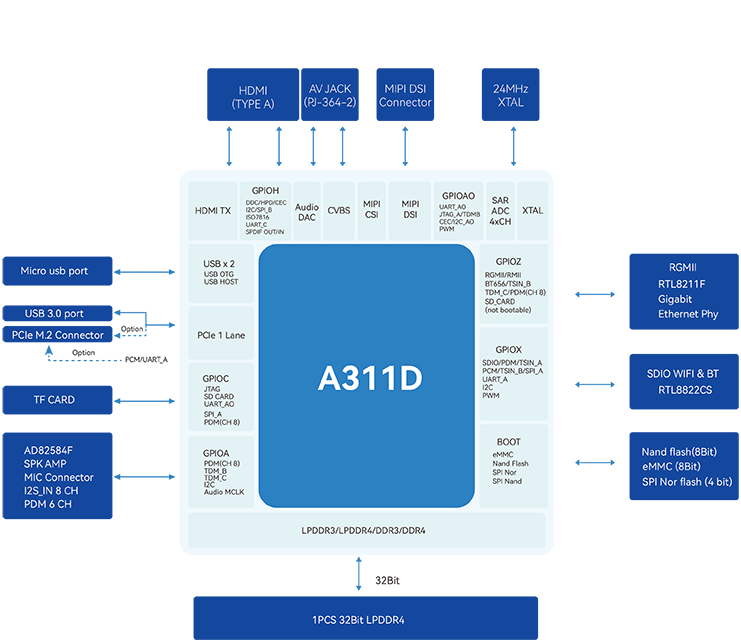 HDMI
(TYPE A)
AV JACK
(PJ-364-2)
MIPI DSI
Connector
24MHz
XTAL
HDMI TX
GPIOH
DDC/HPD/CEC
I2C/SPI_B
ISO7816
UART_C
SPDIF OUT/IN
Audio
DAC
CVBS
MIPI
CSI
MIPI
DSI
GPIOAO
UART_AO
JTAG_A/TDMB
CEC/I2C_AO
PWM
SAR
ADC
4xCH
XTAL
Micro usb port
USB 3.0 port
PCIe M.2 Connector
Option
Option
PCM/UART_A
TF CARD
AD82584F
SPK AMP
MIC Connector
I2S_IN 8 CH
PDM 6 CH
USB x 2
USB OTG
USB HOST
PCIe 1 Lane
GPIOC
JTAG
SD CARD
UART_AO
SPI_A
PDM(CH 8)
GPIOA
PDM(CH 8)
TDM_B
TDM_C
I2C
Audio MCLK
A311D
GPIOZ
RGMII/RMII
BT656/TSIN_B
TDM_C/PDM(CH 8)
SD_CARD
(not bootable)
GPIOX
SDIO/PDM/TSIN_A
PCM/TSIN_B/SPI_A
UART_A
I2C
PWM
BOOT
eMMC
Nand Flash
SPI Nor
SPI Nand
RGMII
RTL8211F
Gigabit
Ethernet Phy
SDIO WIFI & BT
RTL8822CS
Nand flash(8Bit)
eMMC (8Bit)
SPI Nor flash (4 bit)
LPDDR3/LPDDR4/DDR3/DDR4
32Bit
1PCS 32Bit LPDDR4